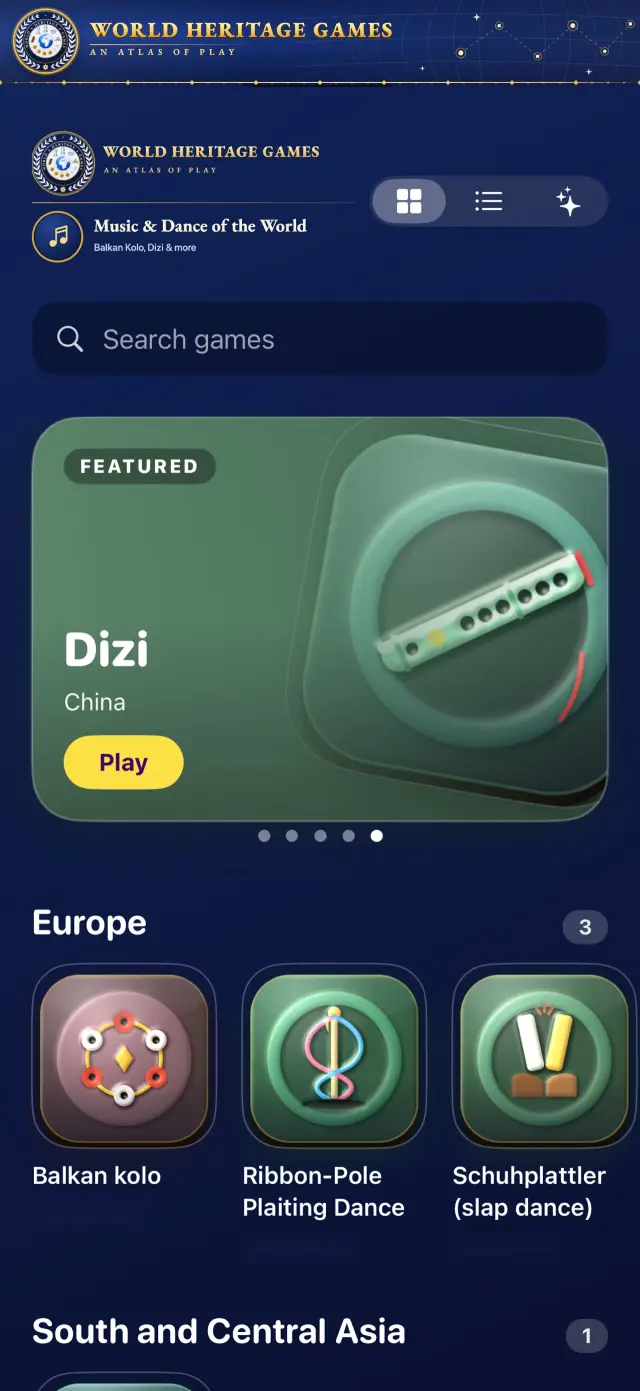 WORLD HERITAGE GAMES
AN ATLAS OF PLAY
WORLD HERITAGE GAMES
AN ATLAS OF PLAY
Music & Dance of the World
Balkan Kolo, Dizi & more
Search games
FEATURED
Dizi
China
Play
Europe
3
Balkan kolo
Ribbon-Pole
Plaiting Dance
Schuhplattler
(slap dance)
South and Central Asia
1